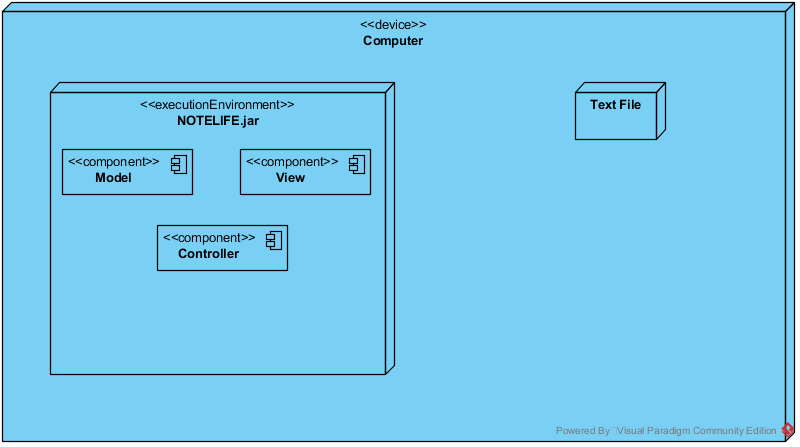 <<device>>
Computer
<<executionEnvironment>>
NOTELIFE.jar
Text File
<<component>>
Model
<<component>>
View
<<component>>
Controller
Powered By Visual Paradigm Community Edition